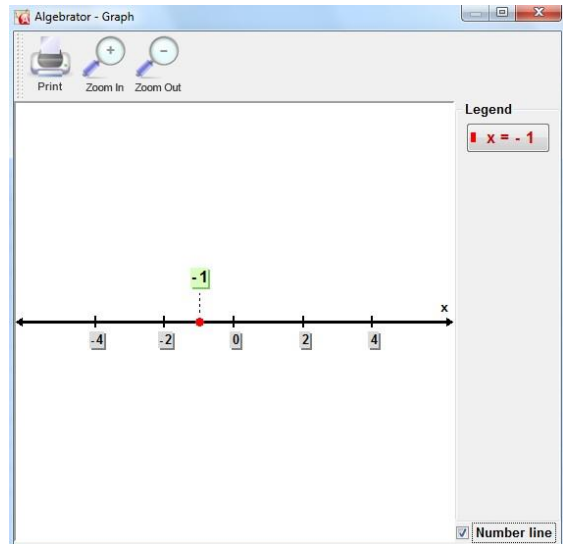 Algebrator - Graph
Print Zoom In Zoom Out
Legend
x = - 1
-1
x
-4 -2 0 2 4
Number line